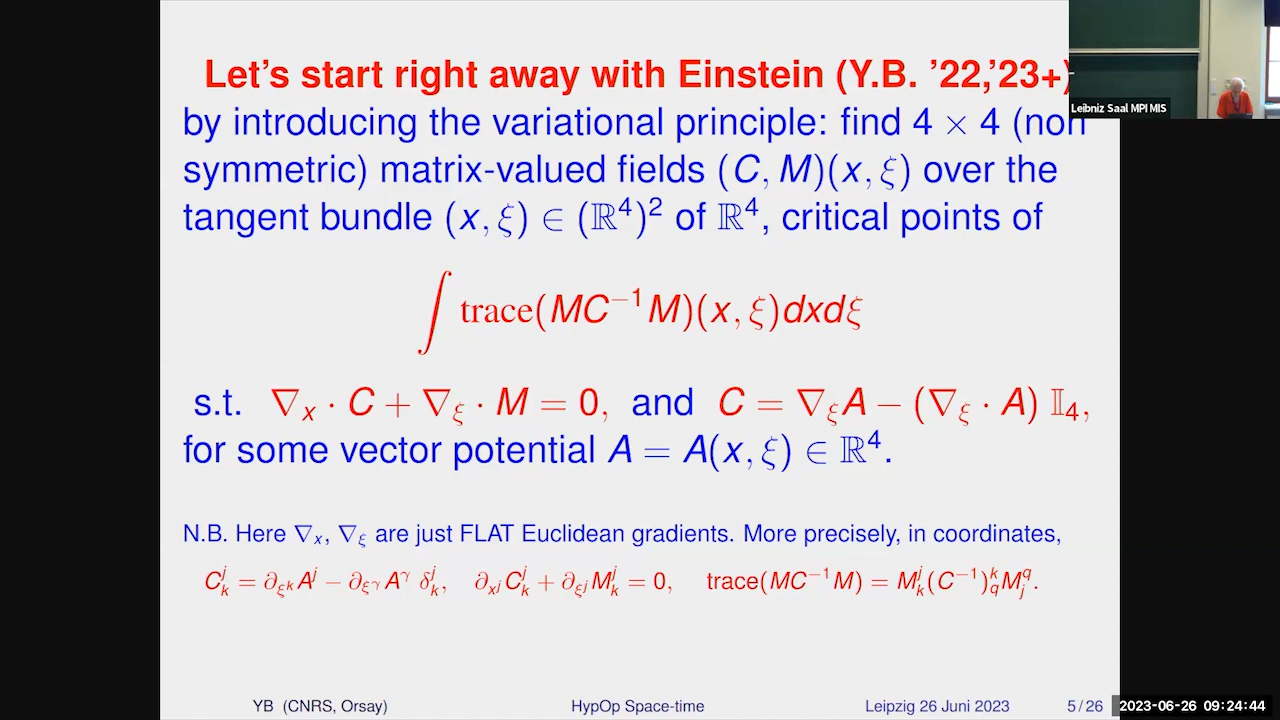 Let's start right away with Einstein (Y.B. '22,'23+)
by introducing the variational principle: find 4 × 4 (non
symmetric) matrix-valued fields (C, M)(x, ξ) over the
tangent bundle (x, ξ) ∈ (ℝ⁴)² of ℝ⁴, critical points of
∫ trace(MC⁻¹M)(x, ξ)dxdξ
s.t. ∇ₓ · C + ∇_ξ · M = 0, and C = ∇_ξA − (∇_ξ · A) 𝕀₄,
for some vector potential A = A(x, ξ) ∈ ℝ⁴.
N.B. Here ∇ₓ, ∇_ξ are just FLAT Euclidean gradients. More precisely, in coordinates,
C^j_k = ∂_{ξ^k}A^j − ∂_{ξ^γ}A^γ δ^j_k, ∂_{x^j}C^j_k + ∂_{ξ^j}M^j_k = 0, trace(MC⁻¹M) = M^j_k(C⁻¹)^k_q M^q_j.
YB (CNRS, Orsay) HypOp Space-time Leipzig 26 Juni 2023 5 / 26
Leibniz Saal MPI MIS
2023-06-26 09:24:44